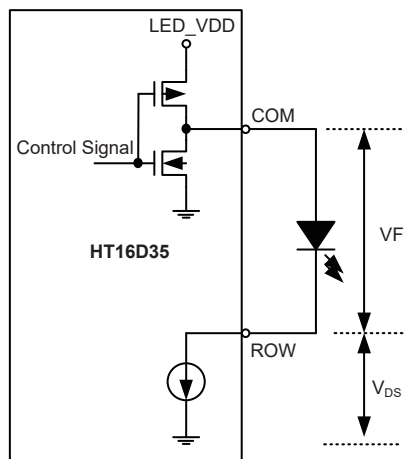 LED_VDD
COM
Control Signal
VF
HT16D35
ROW
VDS